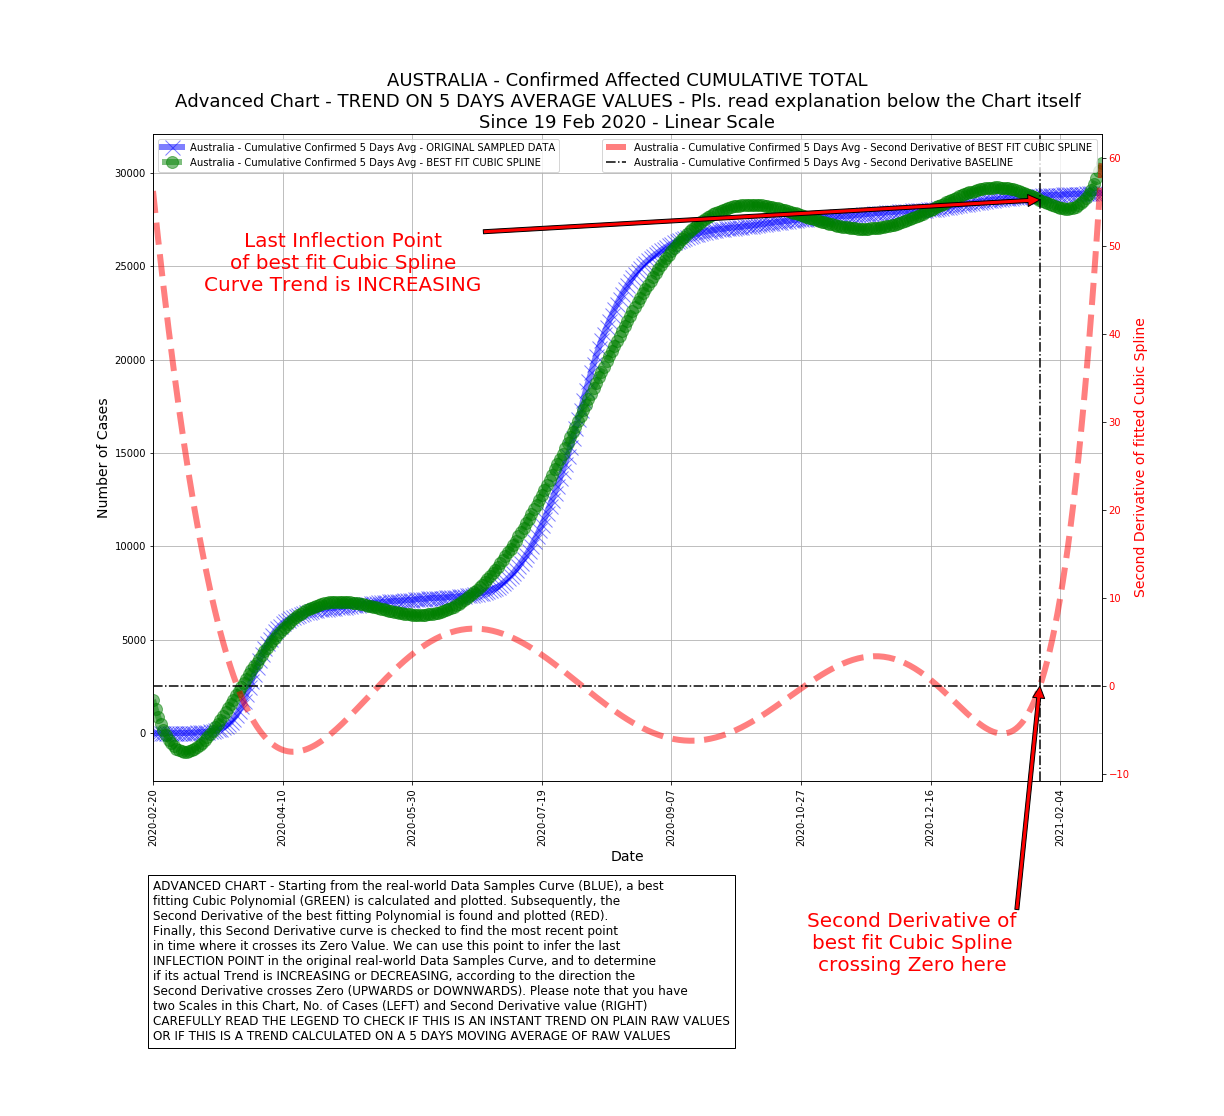 AUSTRALIA - Confirmed Affected CUMULATIVE TOTAL
Advanced Chart - TREND ON 5 DAYS AVERAGE VALUES - Pls. read explanation below the Chart itself
Since 19 Feb 2020 - Linear Scale
Australia - Cumulative Confirmed 5 Days Avg - ORIGINAL SAMPLED DATA
Australia - Cumulative Confirmed 5 Days Avg - BEST FIT CUBIC SPLINE
Australia - Cumulative Confirmed 5 Days Avg - Second Derivative of BEST FIT CUBIC SPLINE
Australia - Cumulative Confirmed 5 Days Avg - Second Derivative BASELINE
Number of Cases
30000
25000
20000
15000
10000
5000
0
Last Inflection Point
of best fit Cubic Spline
Curve Trend is INCREASING
60
50
40
30
20
10
0
−10
Second Derivative of fitted Cubic Spline
2020-02-20
2020-04-10
2020-05-30
2020-07-19
2020-09-07
2020-10-27
2020-12-16
2021-02-04
Date
ADVANCED CHART - Starting from the real-world Data Samples Curve (BLUE), a best
fitting Cubic Polynomial (GREEN) is calculated and plotted. Subsequently, the
Second Derivative of the best fitting Polynomial is found and plotted (RED).
Finally, this Second Derivative curve is checked to find the most recent point
in time where it crosses its Zero Value. We can use this point to infer the last
INFLECTION POINT in the original real-world Data Samples Curve, and to determine
if its actual Trend is INCREASING or DECREASING, according to the direction the
Second Derivative crosses Zero (UPWARDS or DOWNWARDS). Please note that you have
two Scales in this Chart, No. of Cases (LEFT) and Second Derivative value (RIGHT)
CAREFULLY READ THE LEGEND TO CHECK IF THIS IS AN INSTANT TREND ON PLAIN RAW VALUES
OR IF THIS IS A TREND CALCULATED ON A 5 DAYS MOVING AVERAGE OF RAW VALUES
Second Derivative of
best fit Cubic Spline
crossing Zero here